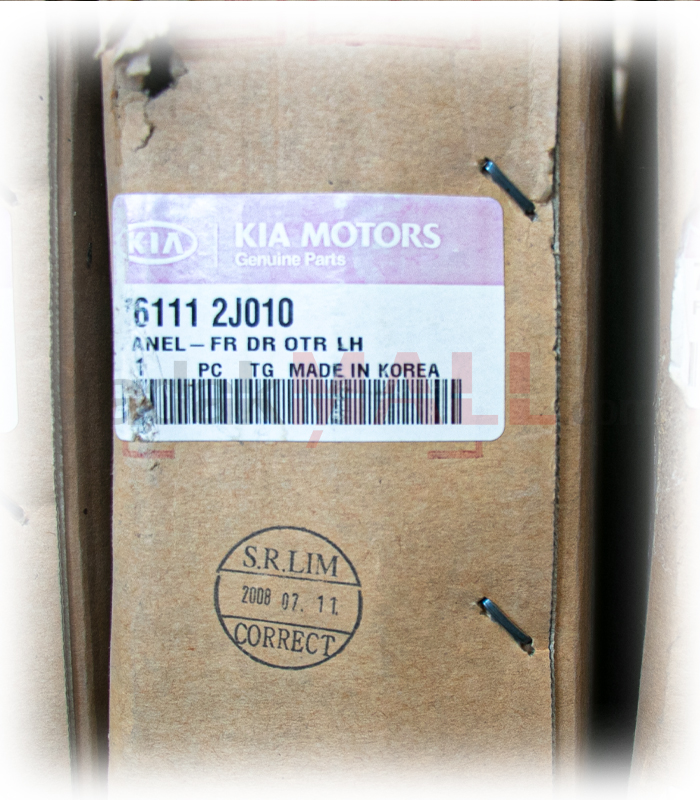 KIA
KIA MOTORS
Genuine Parts
6111 2J010
ANEL-FR DR OTR LH
1 PC TG MADE IN KOREA
MALL
S.R.LIM
2008 07. 11.
CORRECT